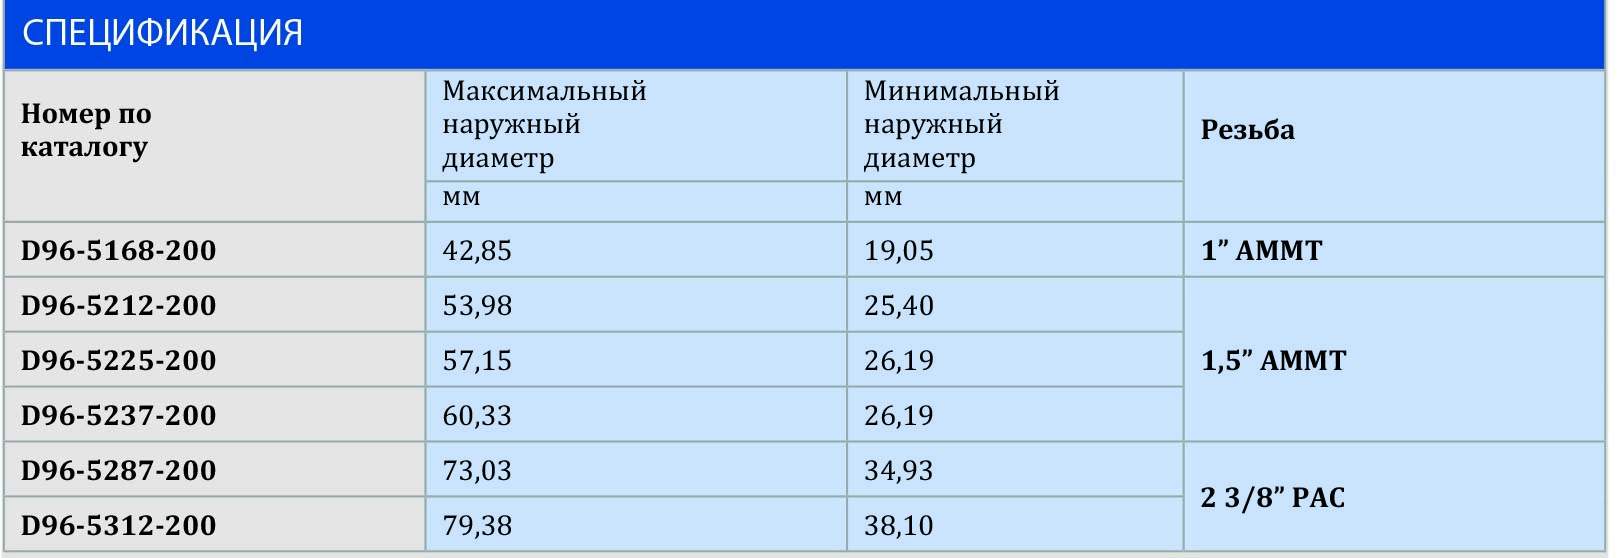 СПЕЦИФИКАЦИЯ
Номер по
каталогу
Максимальный
наружный
диаметр
Минимальный
наружный
диаметр
Резьба
мм
мм
D96-5168-200 42,85 19,05 1” АММТ
D96-5212-200 53,98 25,40
D96-5225-200 57,15 26,19 1,5” АММТ
D96-5237-200 60,33 26,19
D96-5287-200 73,03 34,93
2 3/8” PAC
D96-5312-200 79,38 38,10